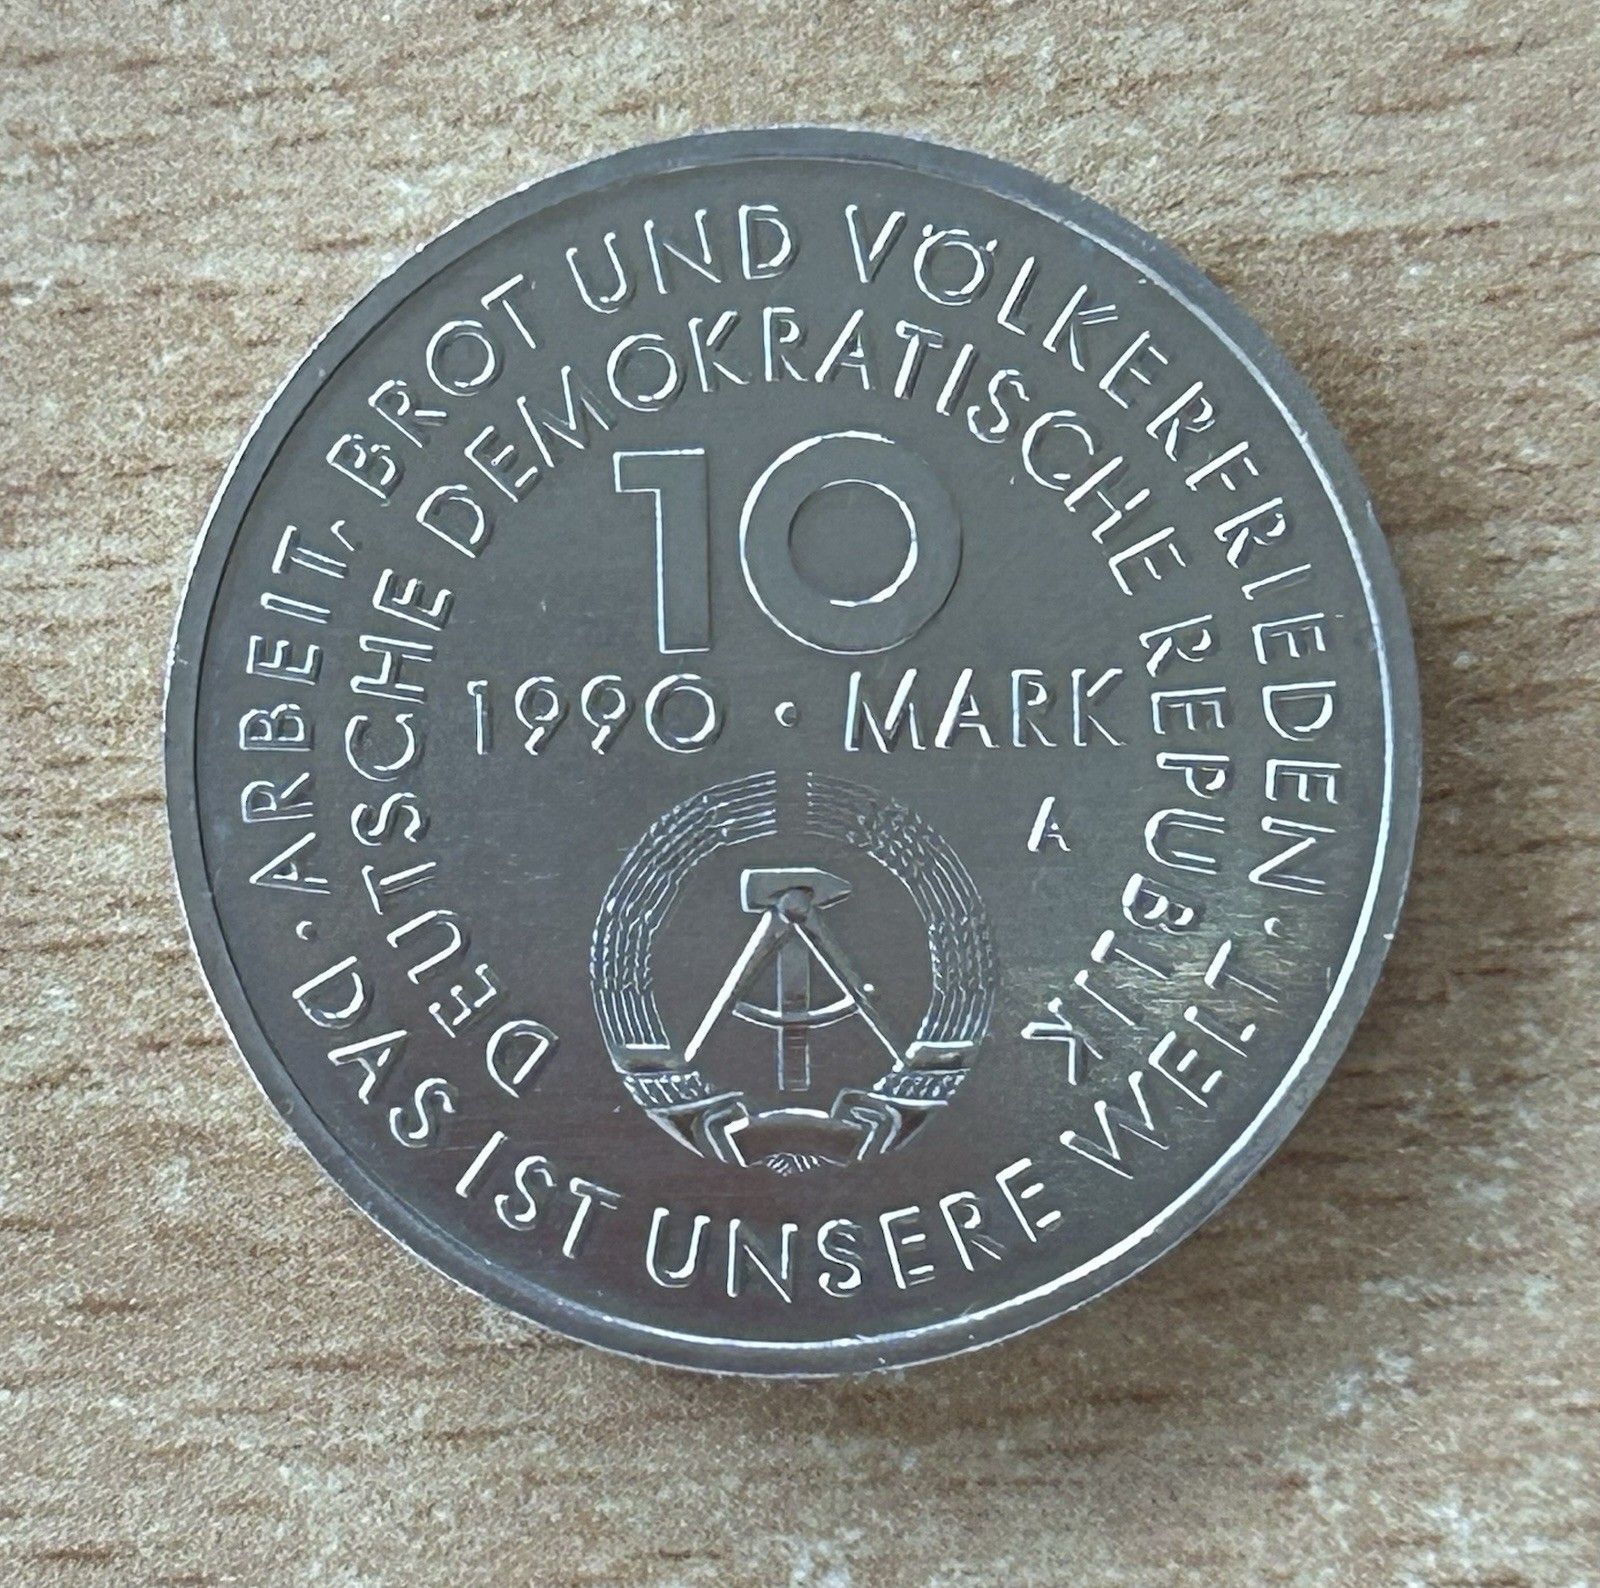 ARBEIT, BROT UND VÖLKERFRIEDEN · DAS IST UNSERE WELT ·
DEUTSCHE DEMOKRATISCHE REPUBLIK
10
1990 · MARK
A